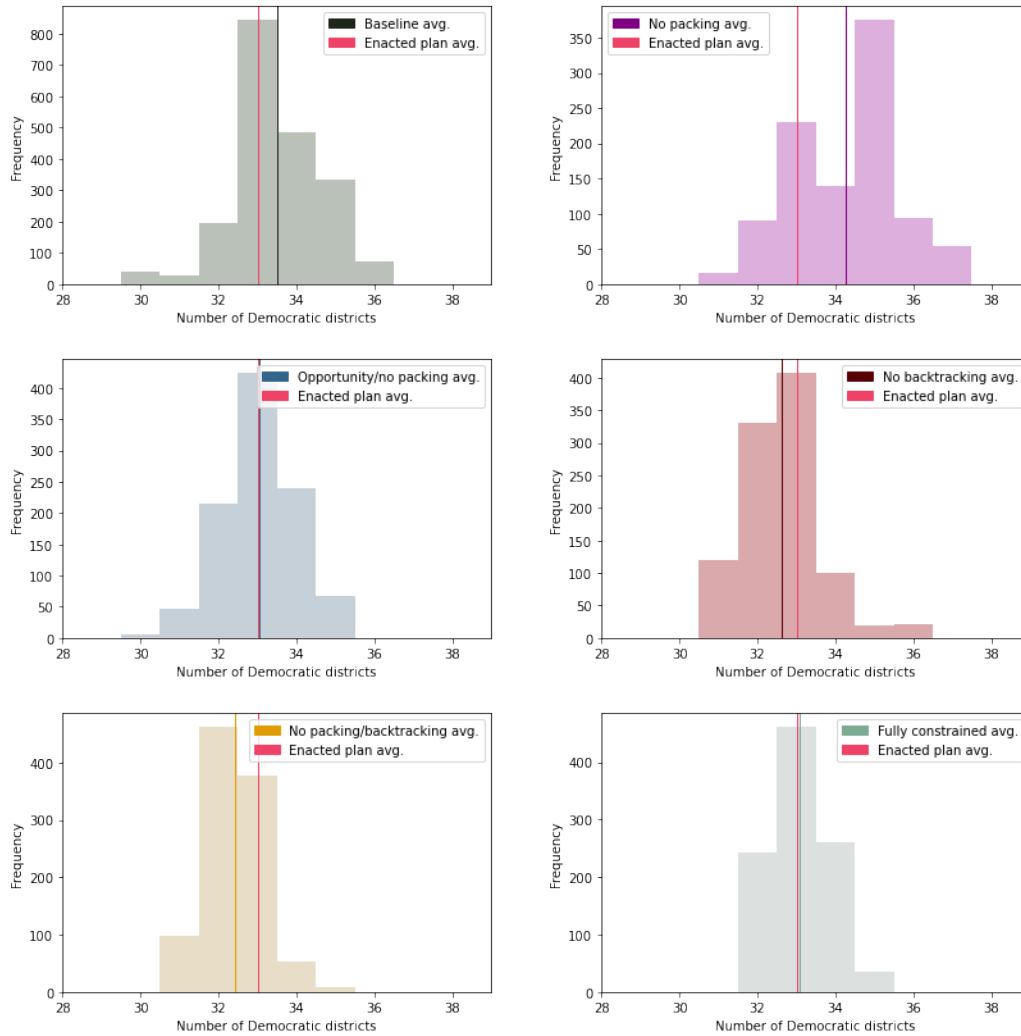 Baseline avg.
Enacted plan avg.
Frequency
800
700
600
500
400
300
200
100
0
28 30 32 34 36 38
Number of Democratic districts
No packing avg.
Enacted plan avg.
Frequency
350
300
250
200
150
100
50
0
28 30 32 34 36 38
Number of Democratic districts
Opportunity/no packing avg.
Enacted plan avg.
Frequency
400
350
300
250
200
150
100
50
0
28 30 32 34 36 38
Number of Democratic districts
No backtracking avg.
Enacted plan avg.
Frequency
400
350
300
250
200
150
100
50
0
28 30 32 34 36 38
Number of Democratic districts
No packing/backtracking avg.
Enacted plan avg.
Frequency
400
300
200
100
0
28 30 32 34 36 38
Number of Democratic districts
Fully constrained avg.
Enacted plan avg.
Frequency
400
300
200
100
0
28 30 32 34 36 38
Number of Democratic districts